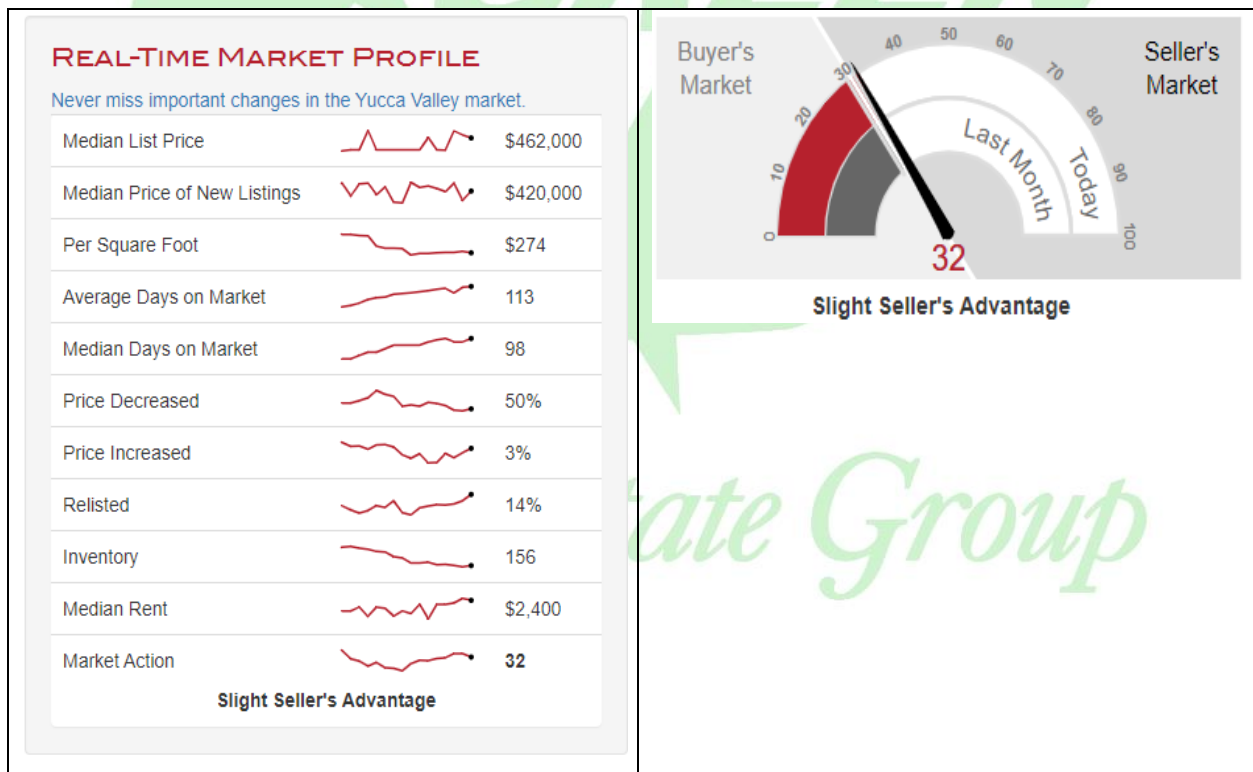 REAL-TIME MARKET PROFILE
Never miss important changes in the Yucca Valley market.
Median List Price $462,000
Median Price of New Listings $420,000
Per Square Foot $274
Average Days on Market 113
Median Days on Market 98
Price Decreased 50%
Price Increased 3%
Relisted 14%
Inventory 156
Median Rent $2,400
Market Action 32
Slight Seller's Advantage
Buyer's
Market
Seller's
Market
0
10
20
30
40
50
60
70
80
90
100
Last Month
Today
32
Slight Seller's Advantage
Group